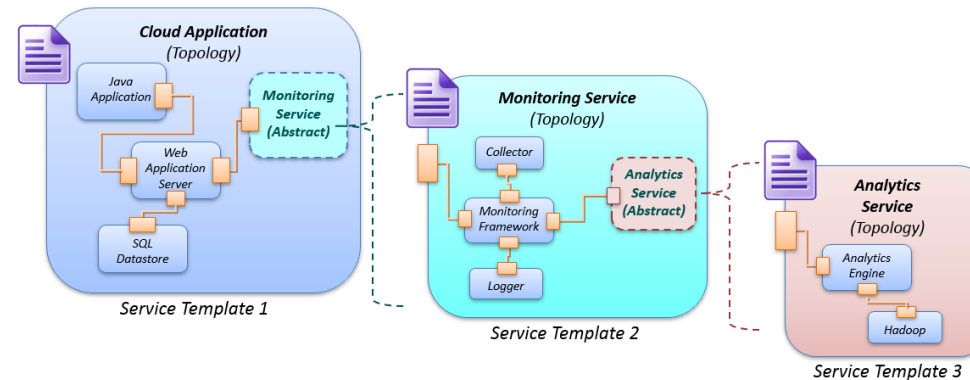 Cloud Application
(Topology)
Java
Application
Monitoring
Service
(Abstract)
Web
Application
Server
SQL
Datastore
Service Template 1
Monitoring Service
(Topology)
Collector
Monitoring
Framework
Logger
Analytics
Service
(Abstract)
Service Template 2
Analytics
Service
(Topology)
Analytics
Engine
Hadoop
Service Template 3